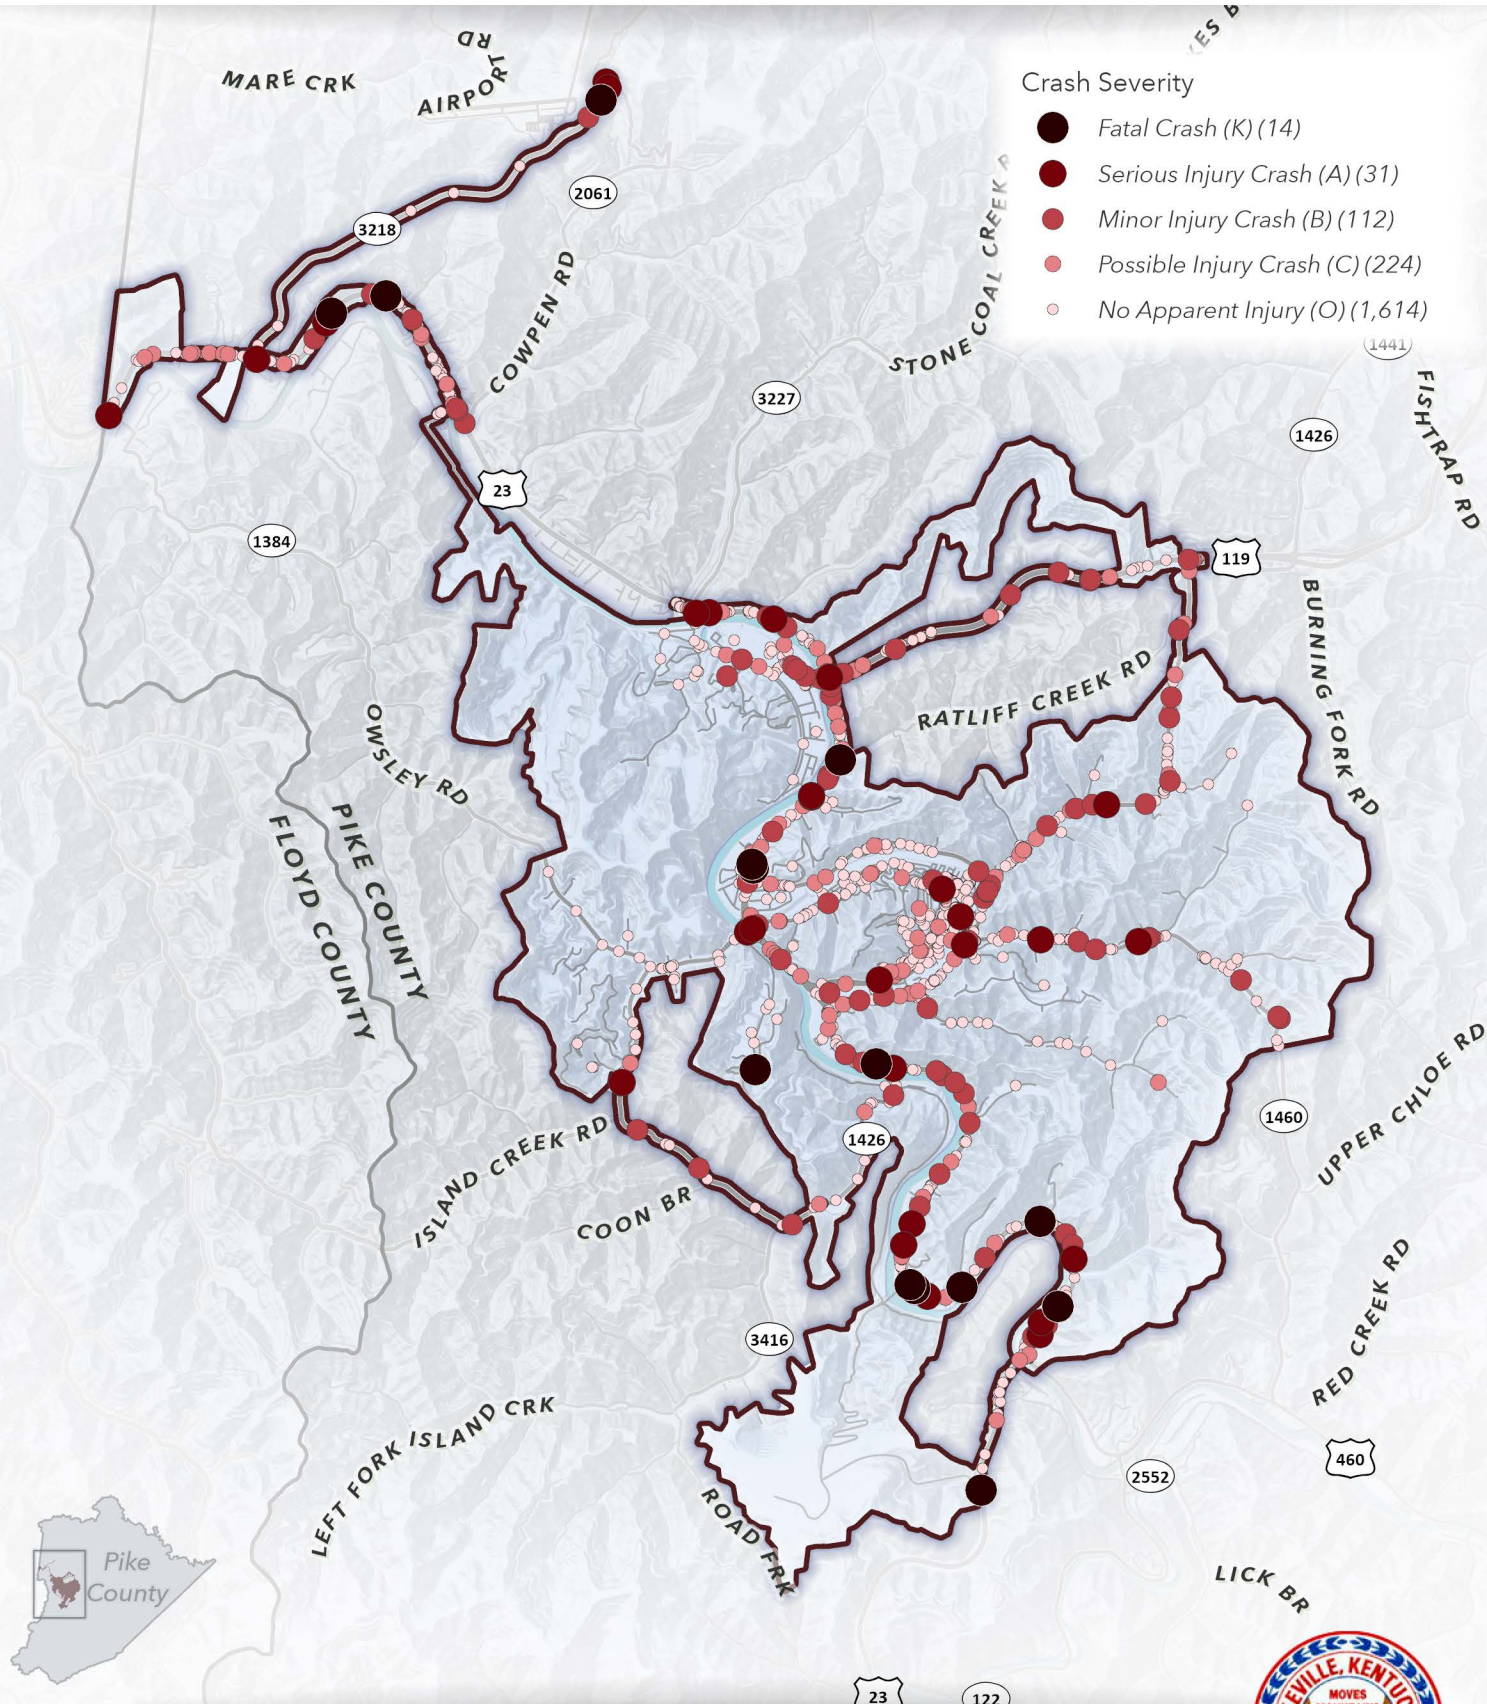 MARE CRK
AIRPORT RD
Crash Severity
Fatal Crash (K) (14)
Serious Injury Crash (A) (31)
Minor Injury Crash (B) (112)
Possible Injury Crash (C) (224)
No Apparent Injury (O) (1,614)
2061
3218
COWPEN RD
STONECOAL CREEK
1441
3227
1426
FISHTRAP RD
23
1384
119
BURNING FORK RD
RATLIFF CREEK RD
OWSLEY RD
PIKE COUNTY
FLOYD COUNTY
UPPER CHLOE RD
1460
ISLAND CREEK RD
1426
COON BR
3416
RED CREEK RD
LEFT FORK ISLAND CRK
460
2552
ROAD FRK
Pike
County
LICK BR
MOVES
23
122